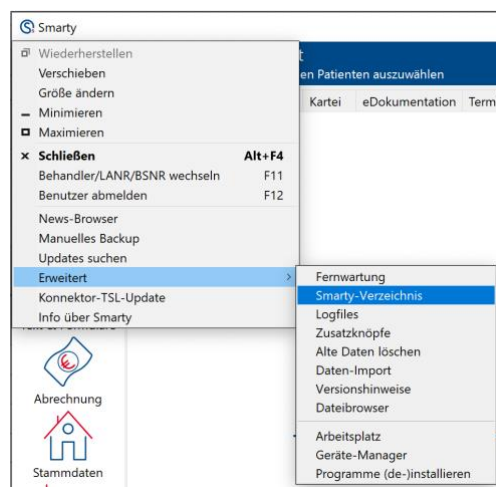 Smarty
Wiederherstellen
Verschieben
Größe ändern
Minimieren
Maximieren
Schließen Alt+F4
Behandler/LANR/BSNR wechseln F11
Benutzer abmelden F12
News-Browser
Manuelles Backup
Updates suchen
Erweitert
Konnektor-TSL-Update
Info über Smarty
en Patienten auszuwählen
Kartei eDokumentation Term
Fernwartung
Smarty-Verzeichnis
Logfiles
Zusatzknöpfe
Alte Daten löschen
Daten-Import
Versionshinweise
Dateibrowser
Arbeitsplatz
Geräte-Manager
Programme (de-)installieren
Abrechnung
Stammdaten